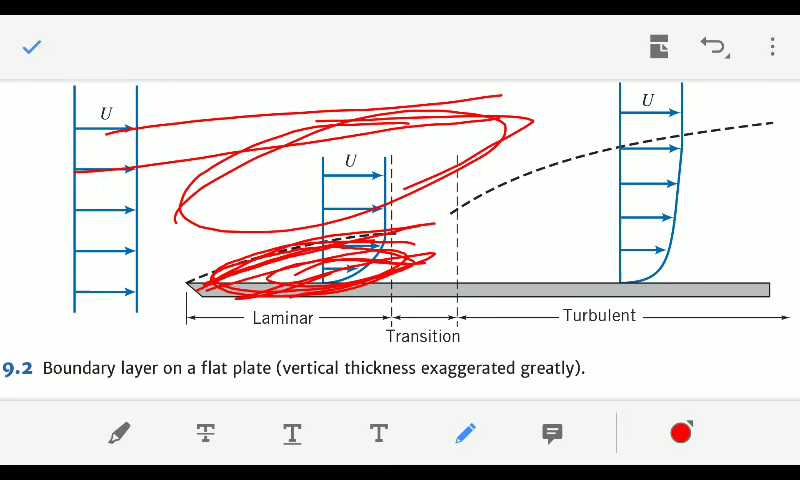 U
U
U
Laminar
Transition
Turbulent
9.2 Boundary layer on a flat plate (vertical thickness exaggerated greatly).
T
T
T